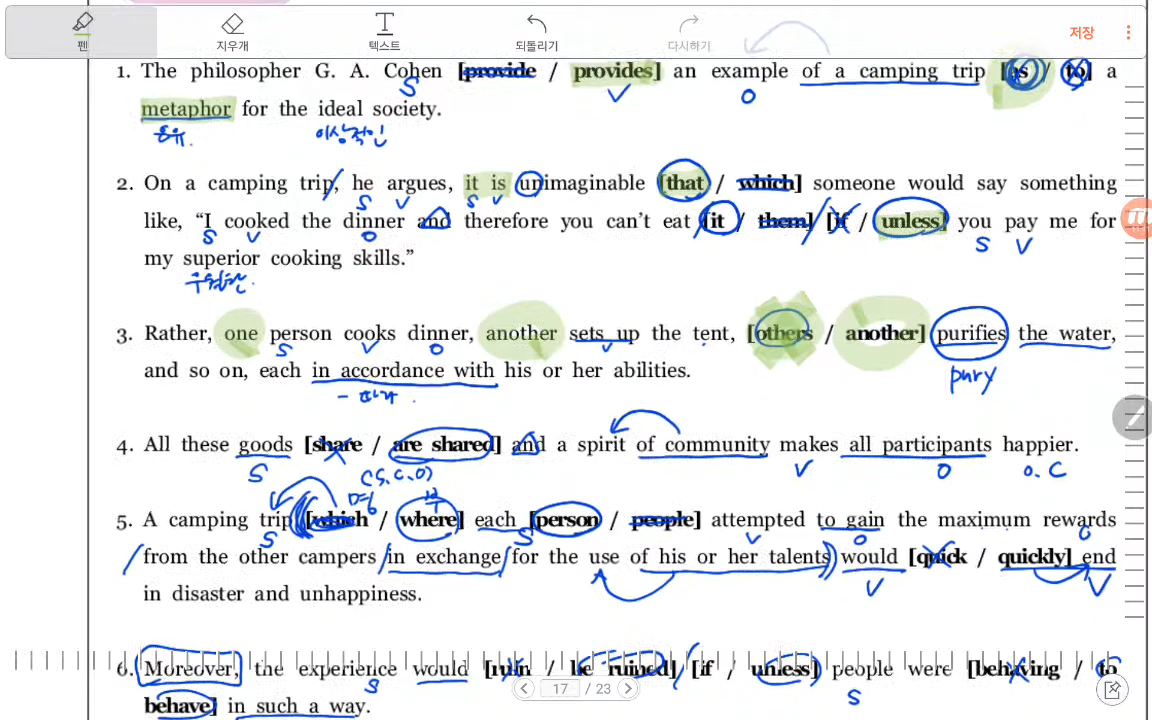 펜 지우개 텍스트 되돌리기 다시하기 저장
1. The philosopher G. A. Cohen [provide / provides] an example of a camping trip [as / to] a
S V O
metaphor for the ideal society.
은유. 이상적인
2. On a camping trip, he argues, it is unimaginable [that / which] someone would say something
S V S V
like, “I cooked the dinner and therefore you can’t eat [it / them] [if / unless] you pay me for
S V O S V
my superior cooking skills.”
3. Rather, one person cooks dinner, another sets up the tent, [others / another] purifies the water,
S V O V
and so on, each in accordance with his or her abilities.
4. All these goods [share / are shared] and a spirit of community makes all participants happier.
S V O O.C
5. A camping trip [which / where] each [person / people] attempted to gain the maximum rewards
S S V O O
from the other campers in exchange for the use of his or her talents would [quick / quickly] end
V V
in disaster and unhappiness.
6. Moreover, the experience would [ruin / be ruined] [if / unless] people were [behaving / to
S S
17 / 23
behave] in such a way.